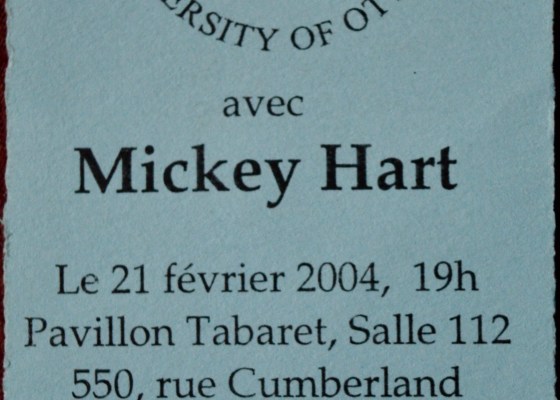 ERSITY OF OT
avec
Mickey Hart
Le 21 février 2004, 19h
Pavillon Tabaret, Salle 112
550, rue Cumberland